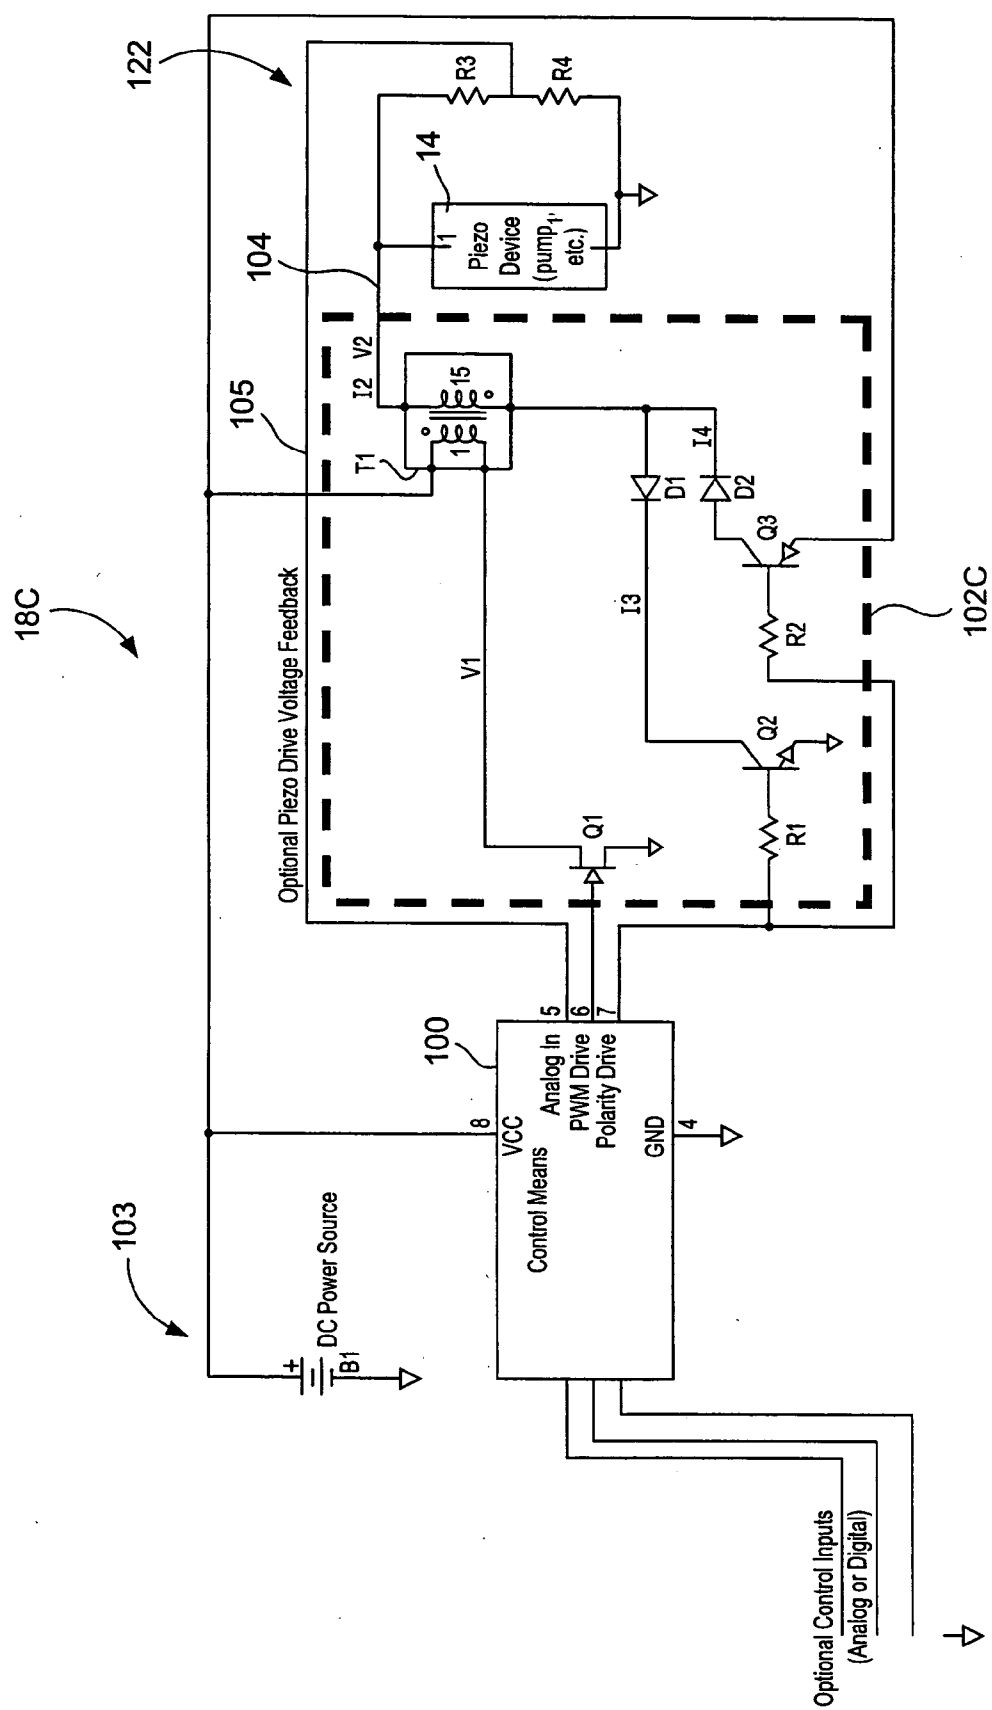 18C
122
103
105
104
14
R3
R4
1
Piezo
Device
(pump1,
etc.)
I2 V2
T1
1
15
Optional Piezo Drive Voltage Feedback
V1
I3
I4
D1
D2
Q3
R2
Q2
R1
Q1
102C
100
8
VCC
Control Means
Analog In 5
PWM Drive 6
Polarity Drive 7
GND 4
+
B1
DC Power Source
Optional Control Inputs
(Analog or Digital)